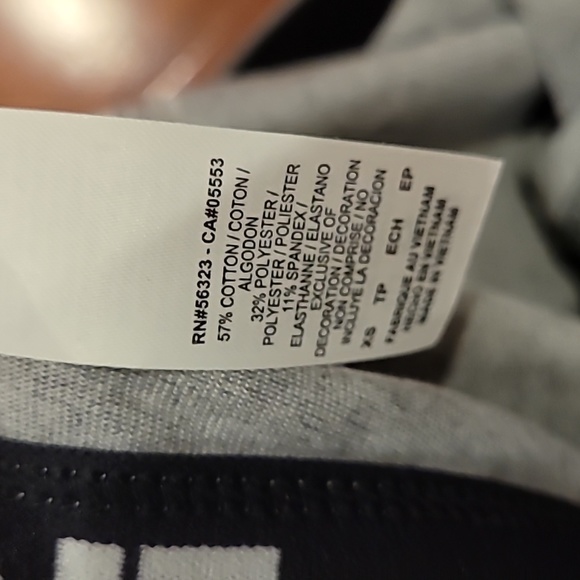 RN#56323 - CA#05553
57% COTTON / COTON /
ALGODON
32% POLYESTER /
POLYESTER / POLIESTER
11% SPANDEX /
ELASTHANNE / ELASTANO
EXCLUSIVE OF
DECORATION / DECORATION
NON COMPRISE / NO
INCLUYE LA DECORACION
XS TP ECH EP
FABRIQUE AU VIETNAM
HECHO EN VIETNAM
MADE IN VIETNAM